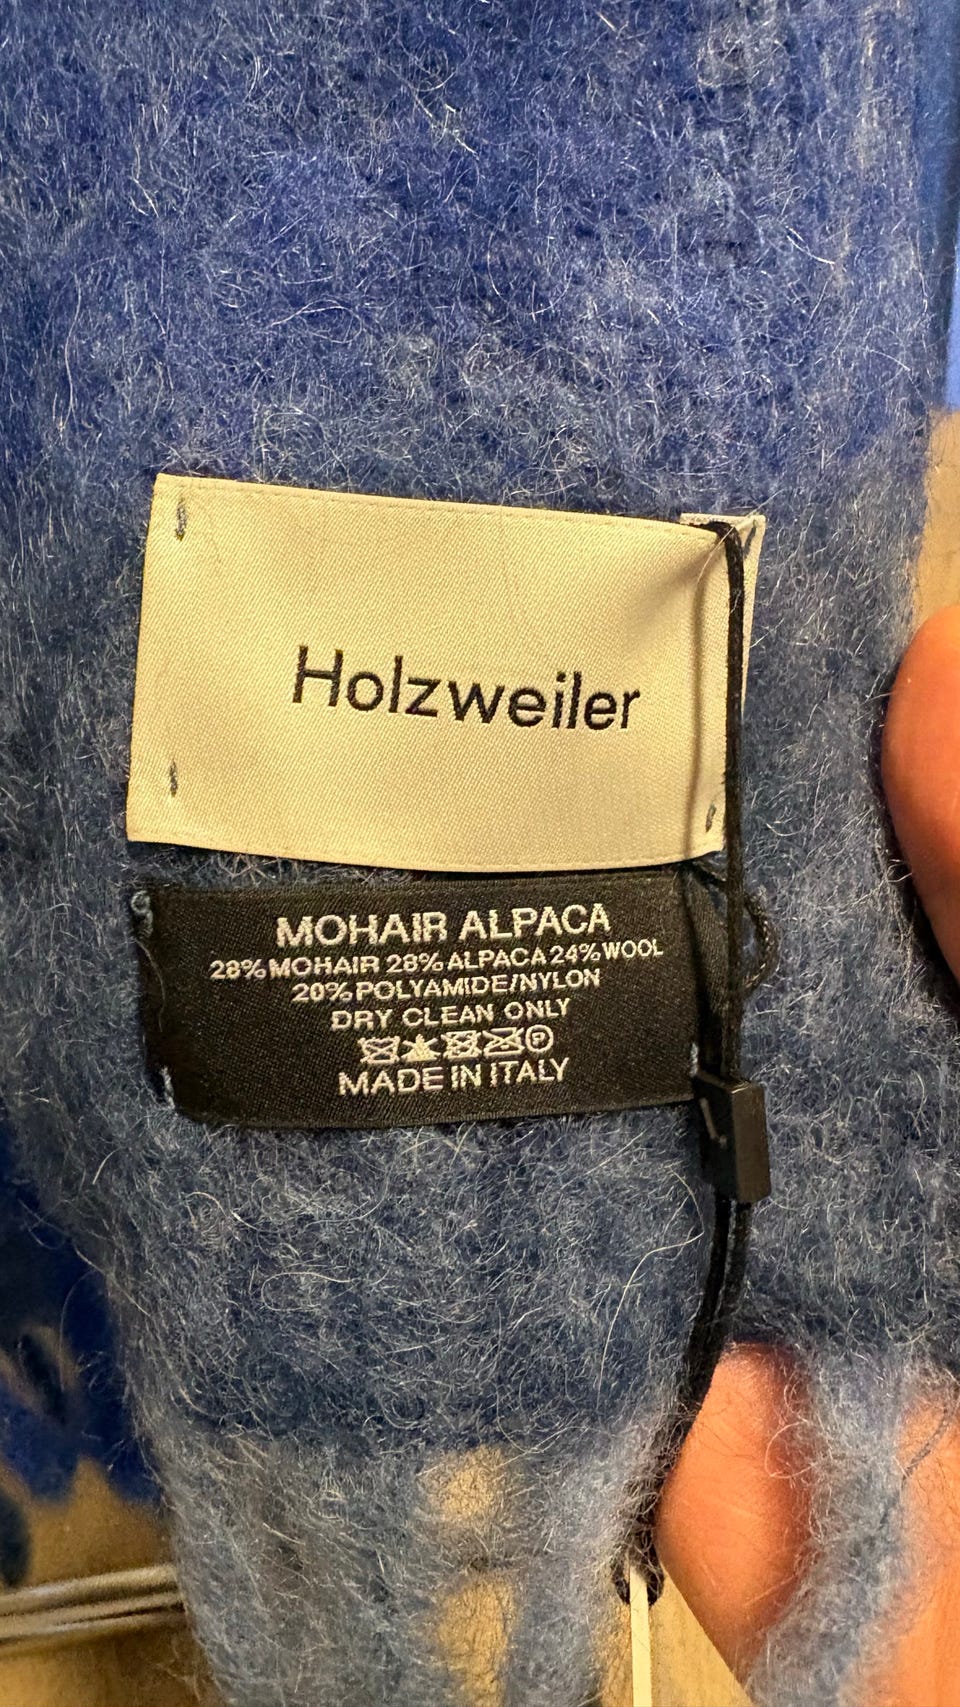 Holzweiler
MOHAIR ALPACA
28% MOHAIR 28% ALPACA 24% WOOL
20% POLYAMIDE/NYLON
DRY CLEAN ONLY
P
MADE IN ITALY